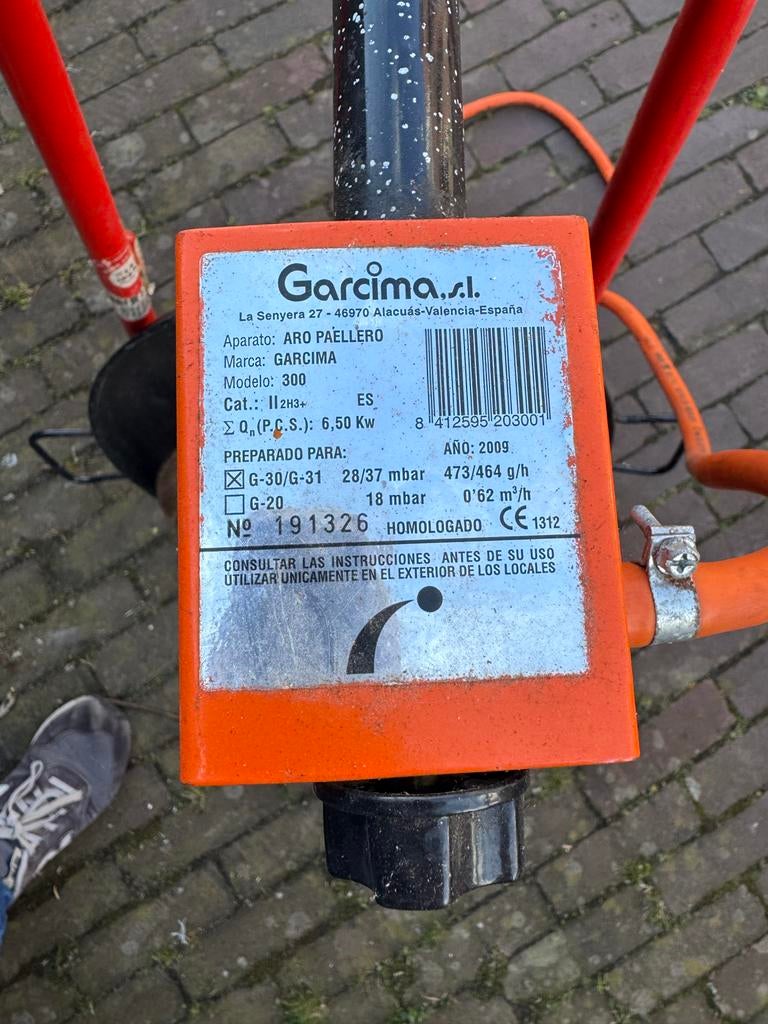 Garcima,s.l.
La Senyera 27 - 46970 Alacuás-Valencia-España
Aparato: ARO PAELLERO
Marca: GARCIMA
Modelo: 300
Cat.: II2H3+ ES
Σ Qn (P.C.S.): 6,50 Kw
8 412595 203001
PREPARADO PARA: AÑO: 2009
☒ G-30/G-31 28/37 mbar 473/464 g/h
☐ G-20 18 mbar 0'62 m³/h
Nº 191326 HOMOLOGADO CE 1312
CONSULTAR LAS INSTRUCCIONES ANTES DE SU USO
UTILIZAR UNICAMENTE EN EL EXTERIOR DE LOS LOCALES